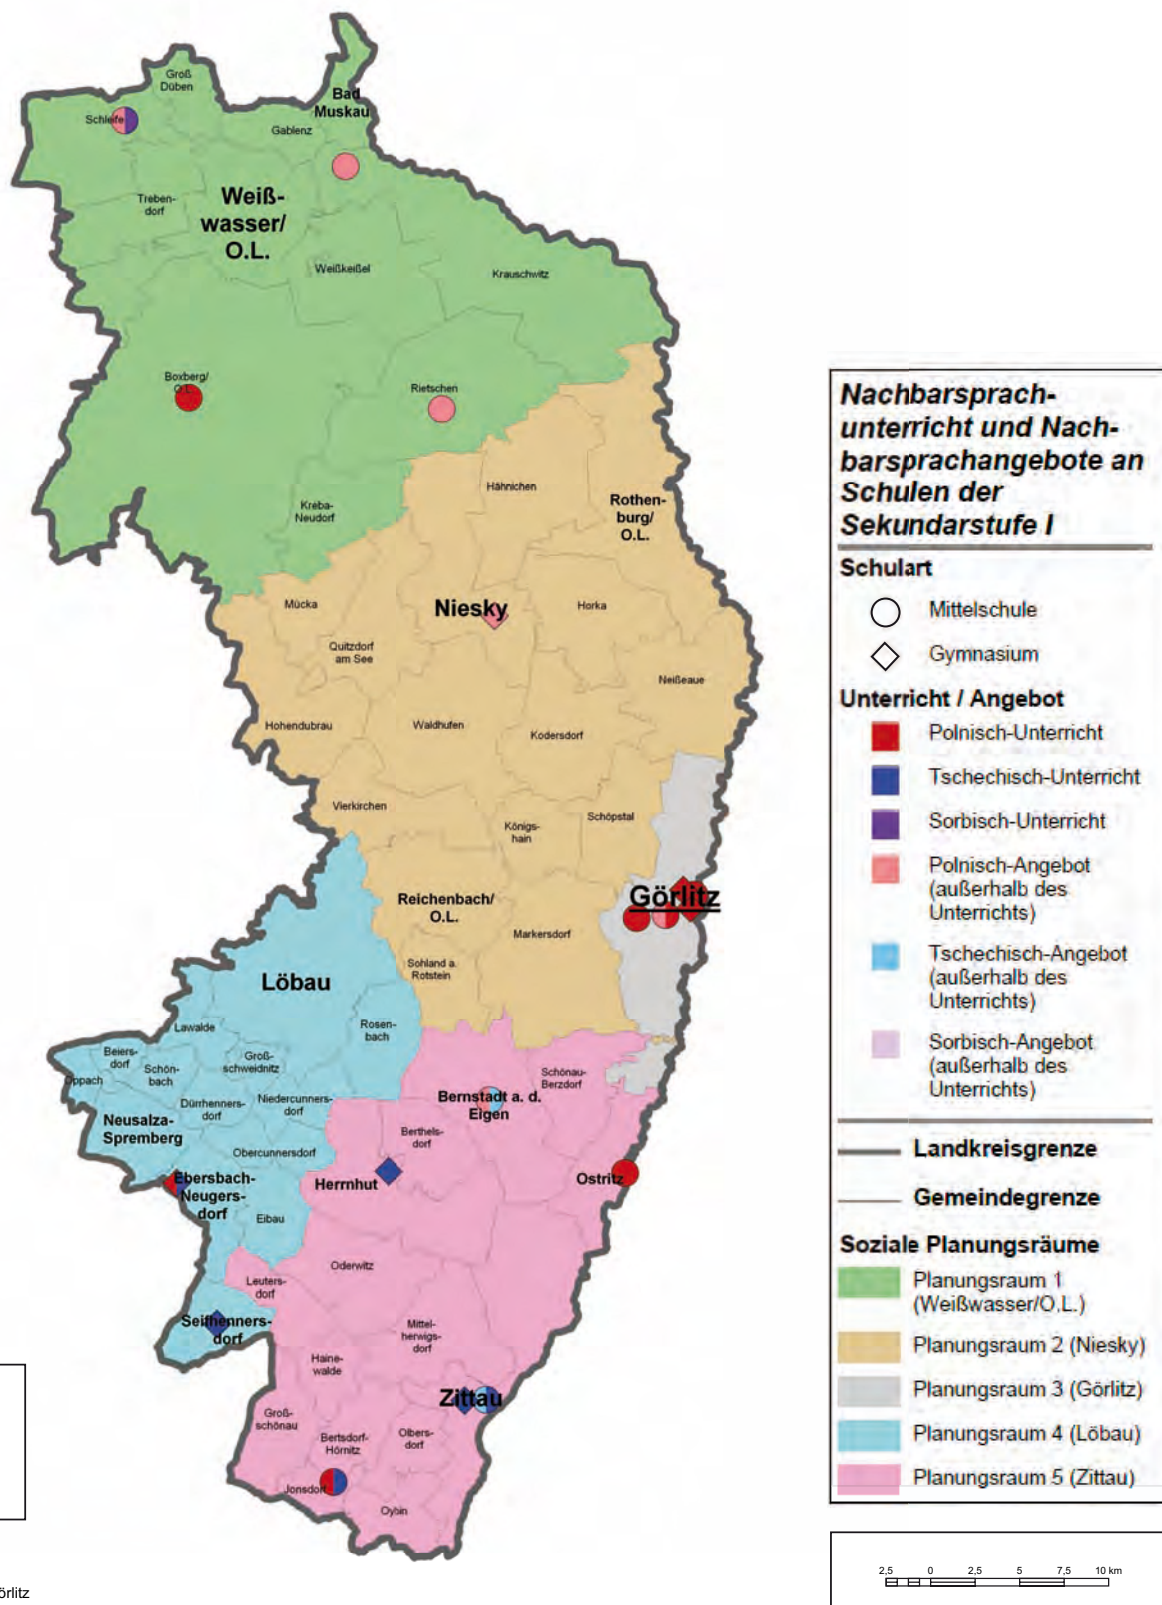 Groß
Düben
Bad
Muskau
Schleife
Gablenz
Treben-
dorf
Weiß-
wasser/
O.L.
Weißkeißel
Krauschwitz
Boxberg/
O.L.
Rietschen
Kreba-
Neudorf
Hähnichen
Rothen-
burg/
O.L.
Mücka
Niesky
Horka
Quitzdorf
am See
Neißeaue
Hohendubrau
Waldhufen
Kodersdorf
Vierkirchen
Königs-
hain
Schöpstal
Reichenbach/
O.L.
Görlitz
Markersdorf
Sohland a.
Rotstein
Löbau
Lawalde
Rosen-
bach
Beiers-
dorf
Schön-
bach
Groß-
schweidnitz
Oppach
Dürrhenners-
dorf
Niedercunners-
dorf
Neusalza-
Spremberg
Obercunnersdorf
Schönau-
Berzdorf
Bernstadt a. d.
Eigen
Berthels-
dorf
Ebersbach-
Neugers-
dorf
Herrnhut
Ostritz
Eibau
Oderwitz
Leuters-
dorf
Seifhenners-
dorf
Mittel-
herwigs-
dorf
Haine-
walde
Zittau
Groß-
schönau
Bertsdorf-
Hörnitz
Olbers-
dorf
Jonsdorf
Oybin
örlitz
Nachbarsprach-
unterricht und Nach-
barsprachangebote an
Schulen der
Sekundarstufe I
Schulart
Mittelschule
Gymnasium
Unterricht / Angebot
Polnisch-Unterricht
Tschechisch-Unterricht
Sorbisch-Unterricht
Polnisch-Angebot
(außerhalb des
Unterrichts)
Tschechisch-Angebot
(außerhalb des
Unterrichts)
Sorbisch-Angebot
(außerhalb des
Unterrichts)
Landkreisgrenze
Gemeindegrenze
Soziale Planungsräume
Planungsraum 1
(Weißwasser/O.L.)
Planungsraum 2 (Niesky)
Planungsraum 3 (Görlitz)
Planungsraum 4 (Löbau)
Planungsraum 5 (Zittau)
2,5 0 2,5 5 7,5 10 km